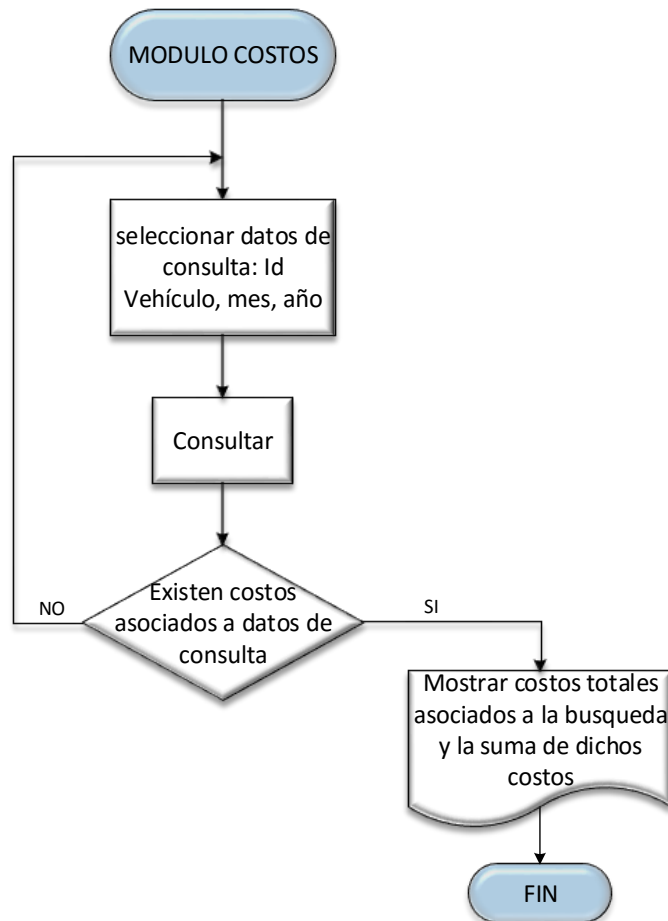 MODULO COSTOS
seleccionar datos de
consulta: Id
Vehículo, mes, año
Consultar
Existen costos
asociados a datos de
consulta
NO
SI
Mostrar costos totales
asociados a la busqueda
y la suma de dichos
costos
FIN